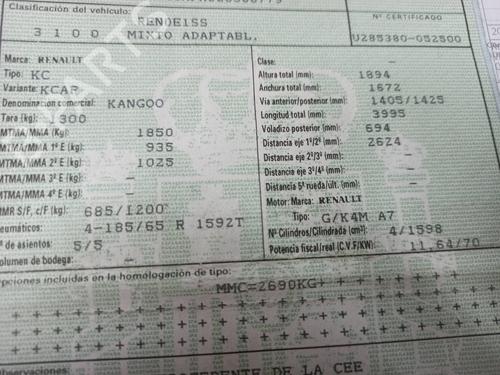 Clasificación del vehículo:
RENDEISS
3 1 0 0 MIXTO ADAPTABL.
Nº CERTIFICADO
U285380-052500
Marca: RENAULT
Tipo: KC
Variante: KCAP
Denominación comercial: KANGOO
Tara (kg): 1300
MTMA/MMA (Kg): 1850
MTMA/MMA 1º E (kg): 935
MTMA/MMA 2º E (kg): 1025
MTMA/MMA 3º E (kg): –
MTMA/MMA 4º E (kg): –
MMR S/F, c/F (kg): 685/1200
eumáticos: 4-185/65 R 1592T
º de asientos: 5/5
olumen de bodega: –
Clase: –
Altura total (mm): 1894
Anchura total (mm): 1672
Vía anterior/posterior (mm): 1405/1425
Longitud total (mm): 3995
Voladizo posterior (mm): 694
Distancia eje 1º/2º (mm): 2624
Distancia eje 2º/3º (mm): –
Distancia eje 3º/4º (mm): –
Distancia 5ª rueda/últ. (mm): –
Motor: Marca: RENAULT
Tipo: G/K4M A7
Nº Cilindros/Cilindrada (cm³): 4/1598
Potencia fiscal/real (C.V.F/KW): 11,64/70
pciones incluidas en la homologación de tipo:
MMC=2690KG
bservaciones:
DE LA CEE